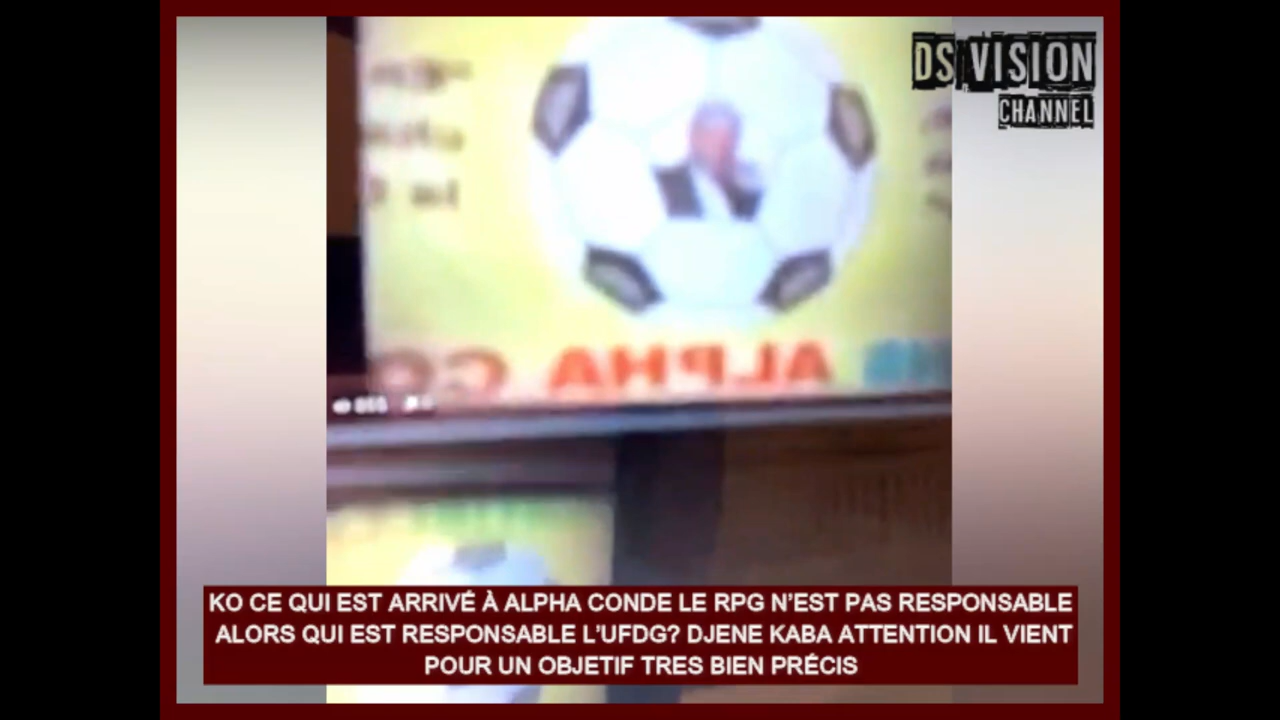 DS VISION
CHANNEL
ALPHA CO
KO CE QUI EST ARRIVÉ À ALPHA CONDE LE RPG N'EST PAS RESPONSABLE
ALORS QUI EST RESPONSABLE L'UFDG? DJENE KABA ATTENTION IL VIENT
POUR UN OBJETIF TRES BIEN PRÉCIS